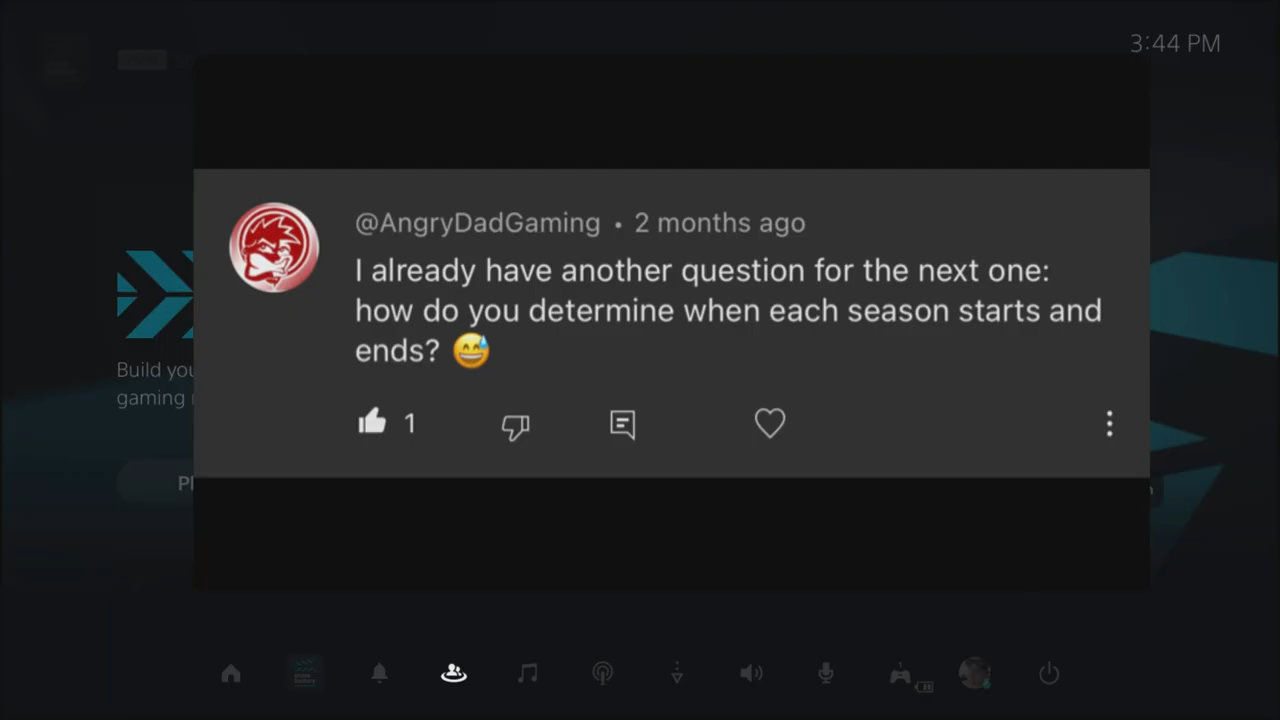 3:44 PM
@AngryDadGaming • 2 months ago
I already have another question for the next one:
how do you determine when each season starts and
ends? 😅
1
Build you
gaming
Pl